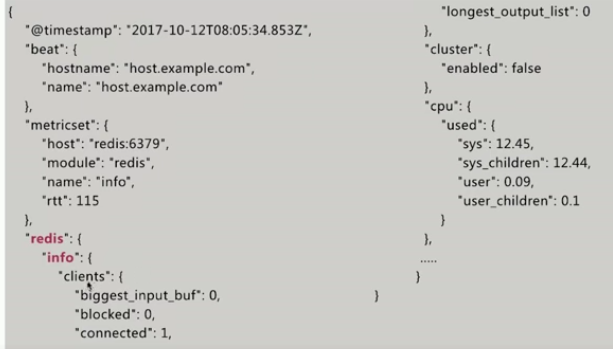 {
"@timestamp": "2017-10-12T08:05:34.853Z",
"beat": {
"hostname": "host.example.com",
"name": "host.example.com"
},
"metricset": {
"host": "redis:6379",
"module": "redis",
"name": "info",
"rtt": 115
},
"redis": {
"info": {
"clients": {
"biggest_input_buf": 0,
"blocked": 0,
"connected": 1,
"longest_output_list": 0
},
"cluster": {
"enabled": false
},
"cpu": {
"used": {
"sys": 12.45,
"sys_children": 12.44,
"user": 0.09,
"user_children": 0.1
}
},
.....
}
}